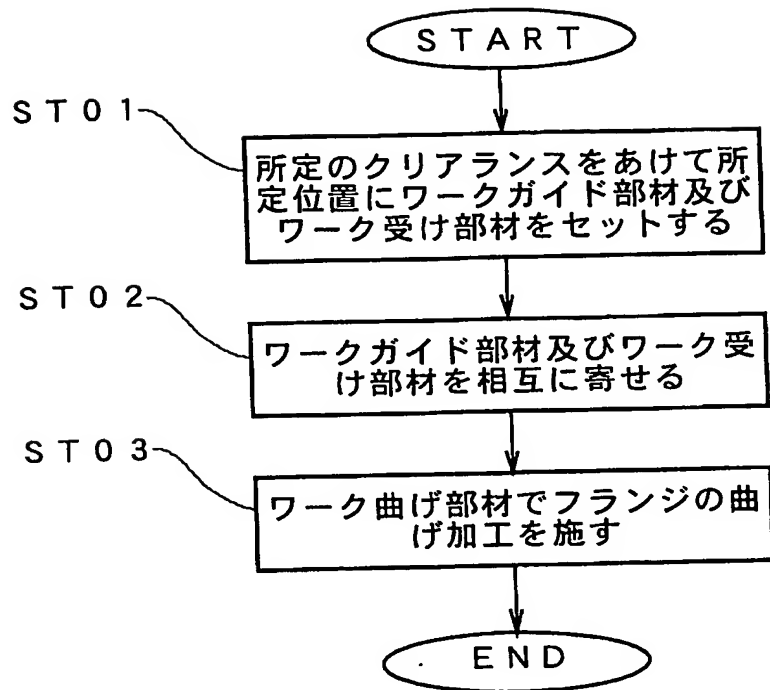 START
ST01
所定のクリアランスをあけて所
定位置にワークガイド部材及び
ワーク受け部材をセットする
ST02
ワークガイド部材及びワーク受
け部材を相互に寄せる
ST03
ワーク曲げ部材でフランジの曲
げ加工を施す
END